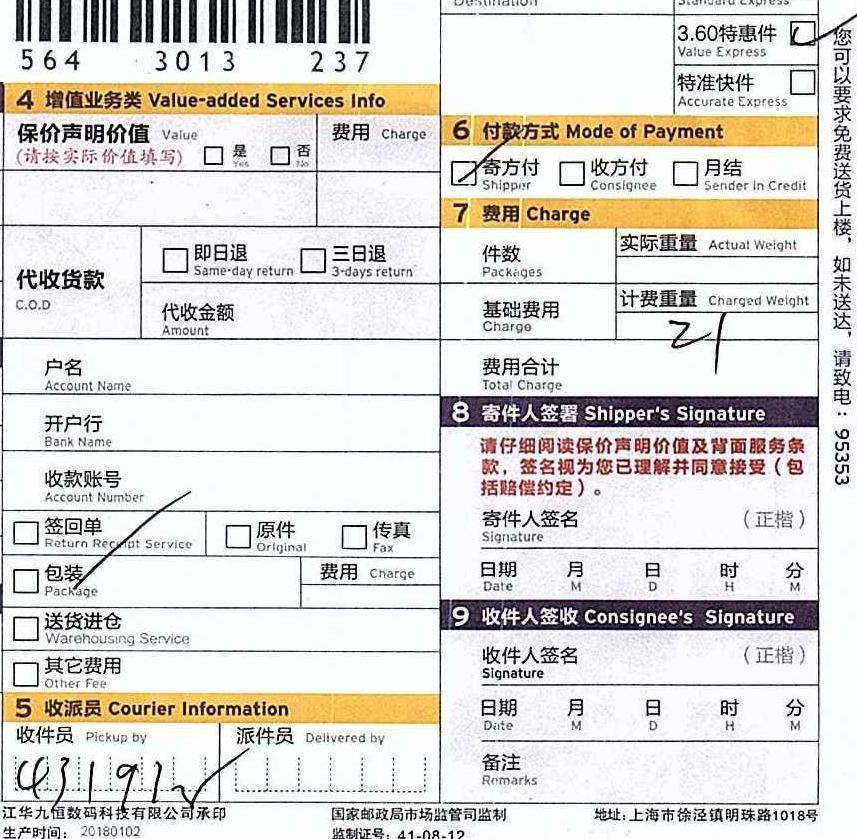 564 3013 237
4 增值业务类 Value-added Services Info
保价声明价值 Value
(请按实际价值填写) 是 Yes 否 No
费用 Charge
代收货款
C.O.D
即日退 三日退
Same-day return 3-days return
代收金额
Amount
户名
Account Name
开户行
Bank Name
收款账号
Account Number
签回单 原件 传真
Return Receipt Service Original Fax
包装 费用 Charge
Package
送货进仓
Warehousing Service
其它费用
Other Fee
5 收派员 Courier Information
收件员 Pickup by 派件员 Delivered by
Destination
Standard Express
3.60特惠件
Value Express
特准快件
Accurate Express
6 付款方式 Mode of Payment
寄方付 收方付 月结
Shipper Consignee Sender In Credit
7 费用 Charge
件数 实际重量 Actual Weight
Packages
基础费用 计费重量 Charged Weight
Charge 21
费用合计
Total Charge
8 寄件人签署 Shipper's Signature
请仔细阅读保价声明价值及背面服务条
款，签名视为您已理解并同意接受（包
括赔偿约定）。
寄件人签名 （正楷）
Signature
日期 月 日 时 分
Date M D H M
9 收件人签收 Consignee's Signature
收件人签名 （正楷）
Signature
日期 月 日 时 分
Date M D H M
备注
Remarks
您可以要求免费送货上楼，如未送达，请致电：95353
江华九恒数码科技有限公司承印 国家邮政局市场监管司监制 地址：上海市徐泾镇明珠路1018号
生产时间： 20180102 监制证号：41-08-12